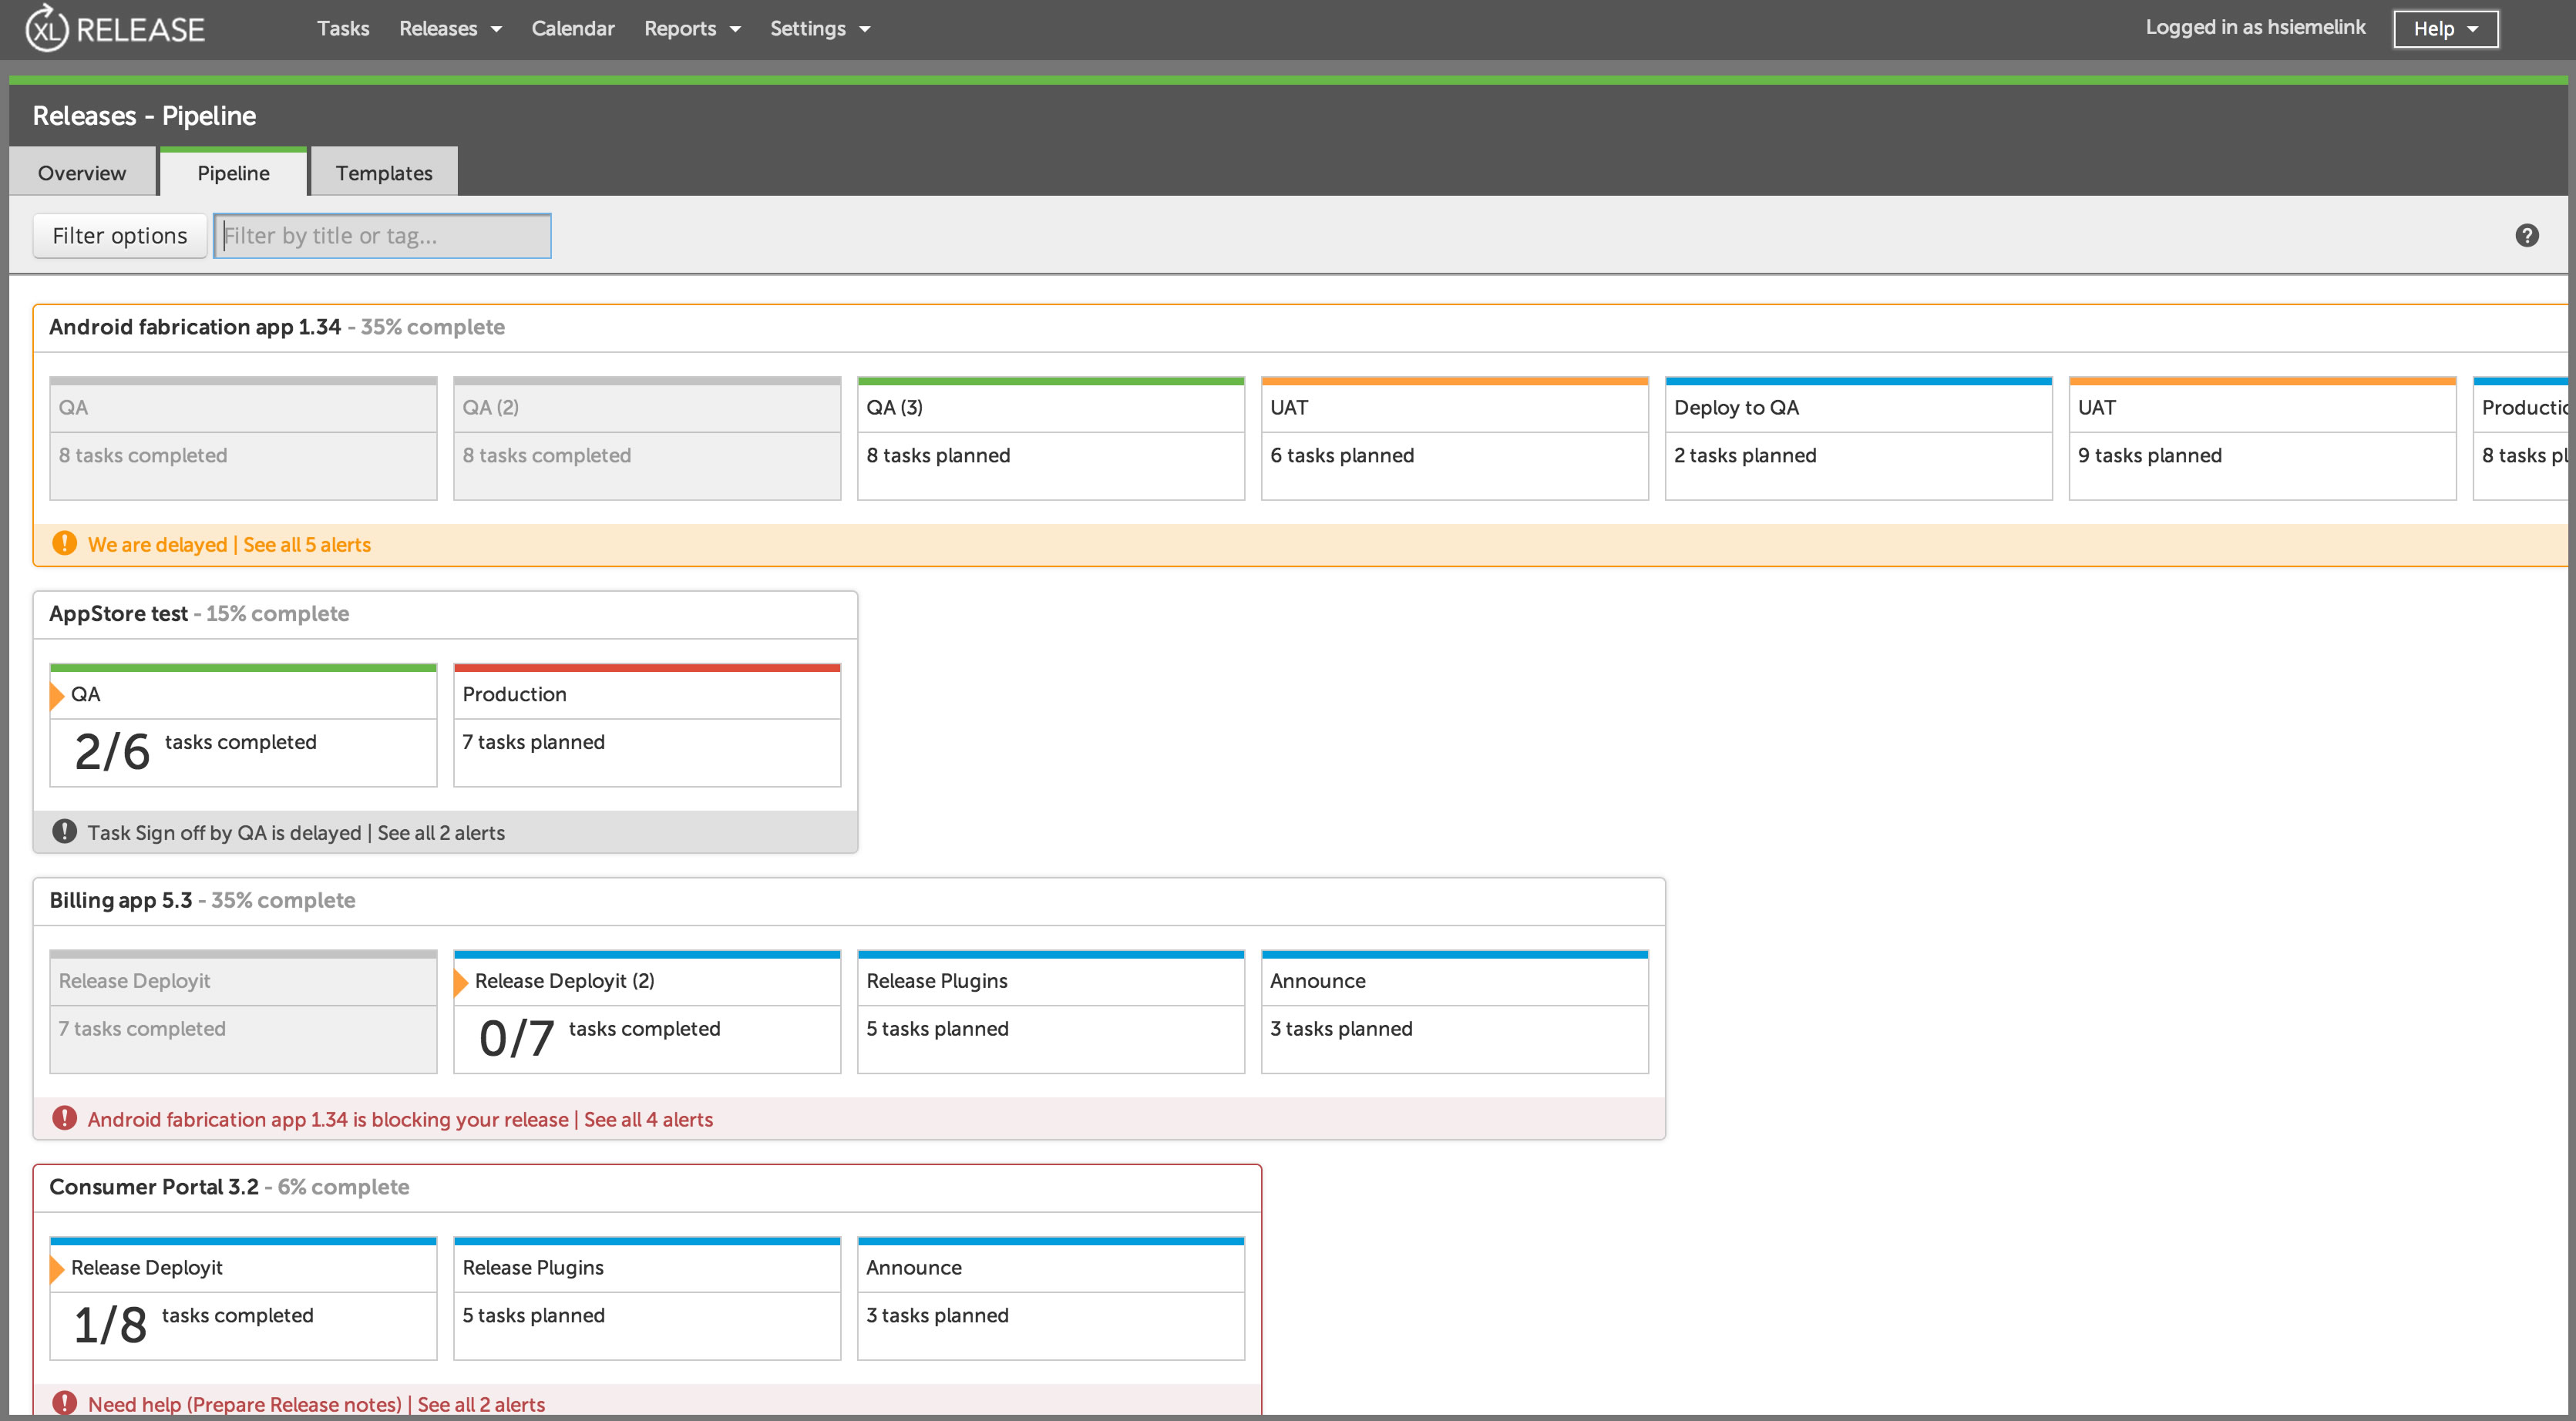 XL RELEASE Tasks Releases Calendar Reports Settings Logged in as hsiemelink Help
Releases - Pipeline
Overview Pipeline Templates
Filter options Filter by title or tag... ?
Android fabrication app 1.34 - 35% complete
QA QA (2) QA (3) UAT Deploy to QA UAT
8 tasks completed 8 tasks completed 8 tasks planned 6 tasks planned 2 tasks planned 9 tasks planned 8 tasks
! We are delayed | See all 5 alerts
AppStore test - 15% complete
QA Production
2/6 tasks completed 7 tasks planned
! Task Sign off by QA is delayed | See all 2 alerts
Billing app 5.3 - 35% complete
Release Deployit Release Deployit (2) Release Plugins Announce
7 tasks completed 0/7 tasks completed 5 tasks planned 3 tasks planned
! Android fabrication app 1.34 is blocking your release | See all 4 alerts
Consumer Portal 3.2 - 6% complete
Release Deployit Release Plugins Announce
1/8 tasks completed 5 tasks planned 3 tasks planned
! Need help (Prepare Release notes) | See all 2 alerts